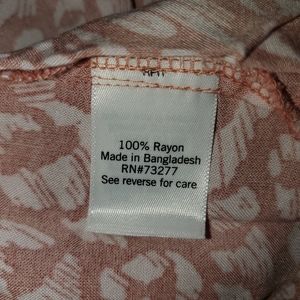 100% Rayon
Made in Bangladesh
RN#73277
See reverse for care